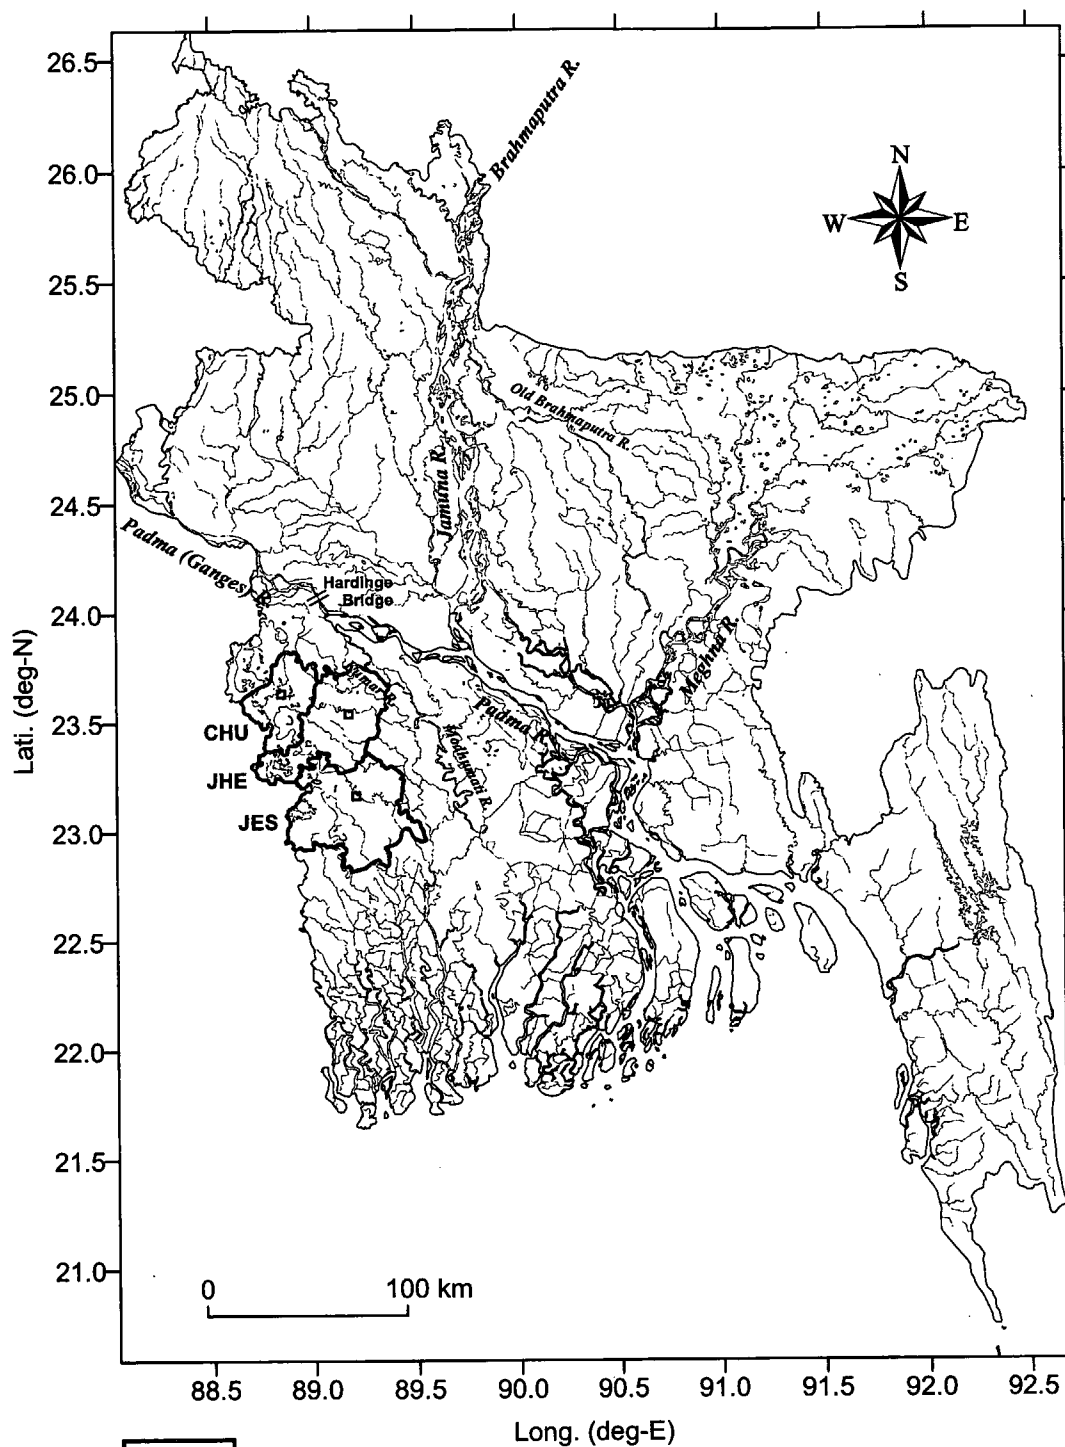 26.5
26.0
25.5
25.0
24.5
24.0
23.5
23.0
22.5
22.0
21.5
21.0
Lati. (deg-N)
Brahmaputra R.
N
W
E
S
Old Brahmaputra R.
Jamuna R.
Padma (Ganges) R.
Hardinge
Bridge
Meghna R.
Kumar R.
Padma R.
Modhumati R.
CHU
JHE
JES
0
100 km
88.5
89.0
89.5
90.0
90.5
91.0
91.5
92.0
92.5
Long. (deg-E)